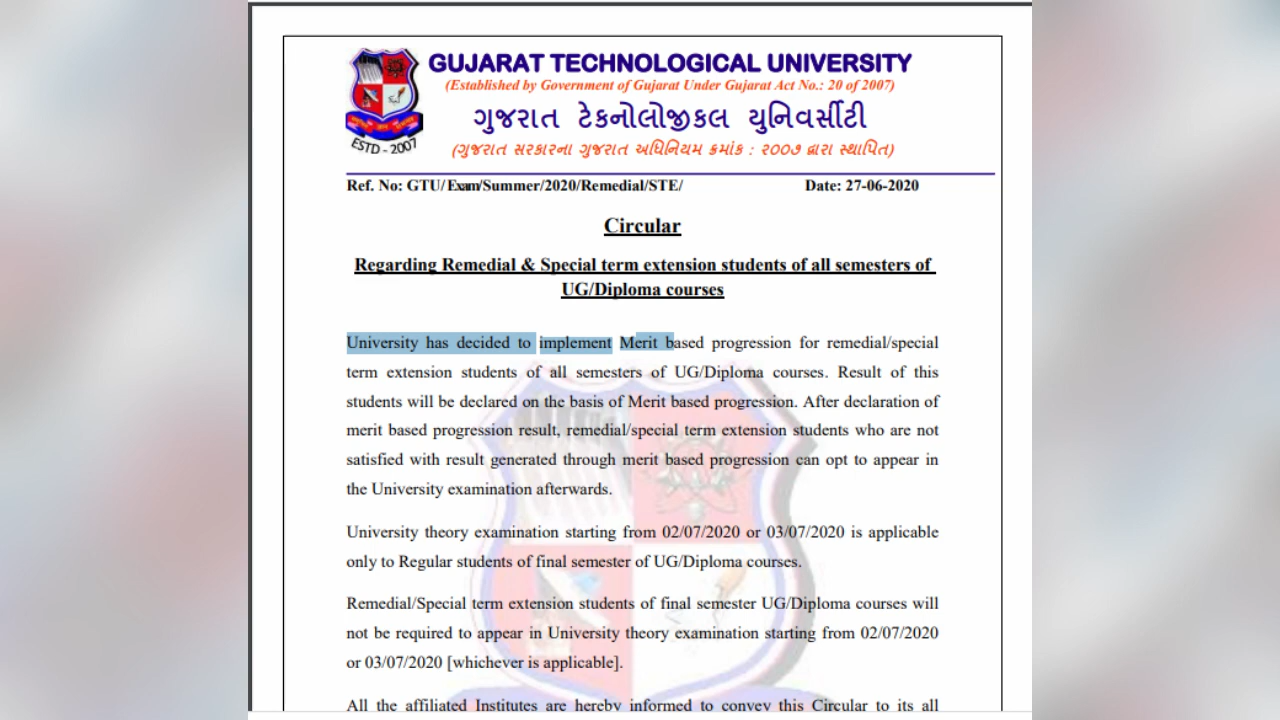 GUJARAT TECHNOLOGICAL UNIVERSITY
(Established by Government of Gujarat Under Gujarat Act No.: 20 of 2007)
ગુજરાત ટેકનોલોજીકલ યુનિવર્સીટી
(ગુજરાત સરકારના ગુજરાત અધિનિયમ ક્રમાંક : ૨૦૦૭ દ્વારા સ્થાપિત)
ESTD - 2007
Ref. No: GTU/Exam/Summer/2020/Remedial/STE/ Date: 27-06-2020
Circular
Regarding Remedial & Special term extension students of all semesters of
UG/Diploma courses
University has decided to implement Merit based progression for remedial/special
term extension students of all semesters of UG/Diploma courses. Result of this
students will be declared on the basis of Merit based progression. After declaration of
merit based progression result, remedial/special term extension students who are not
satisfied with result generated through merit based progression can opt to appear in
the University examination afterwards.
University theory examination starting from 02/07/2020 or 03/07/2020 is applicable
only to Regular students of final semester of UG/Diploma courses.
Remedial/Special term extension students of final semester UG/Diploma courses will
not be required to appear in University theory examination starting from 02/07/2020
or 03/07/2020 [whichever is applicable].
All the affiliated Institutes are hereby informed to convey this Circular to its all